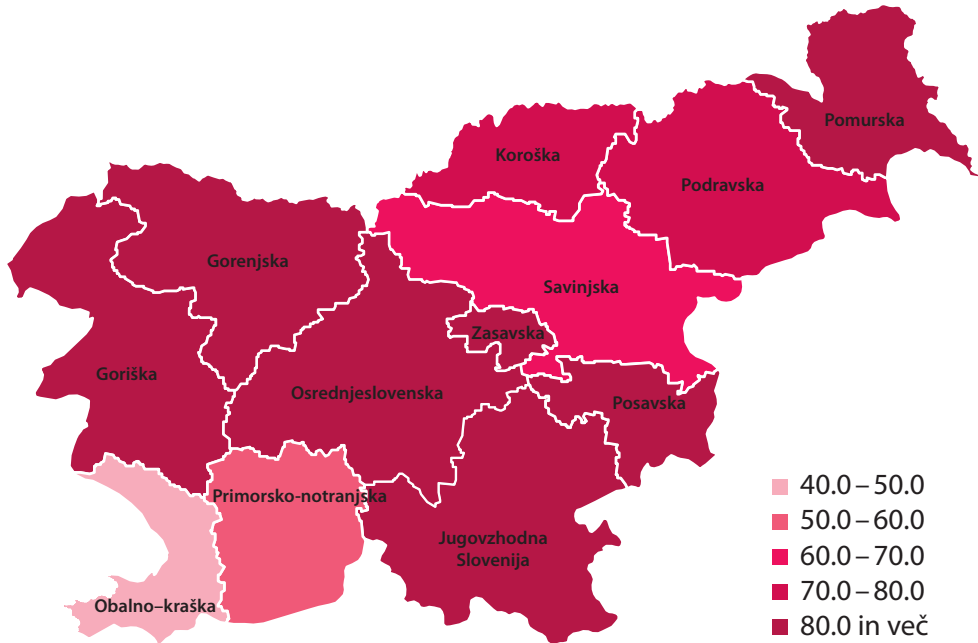 Pomurska
Koroška
Podravska
Gorenjska
Savinjska
Zasavska
Goriška
Osrednjeslovenska
Posavska
Primorsko-notranjska
Jugovzhodna
Slovenija
Obalno–kraška
40.0–50.0
50.0–60.0
60.0–70.0
70.0–80.0
80.0 in več